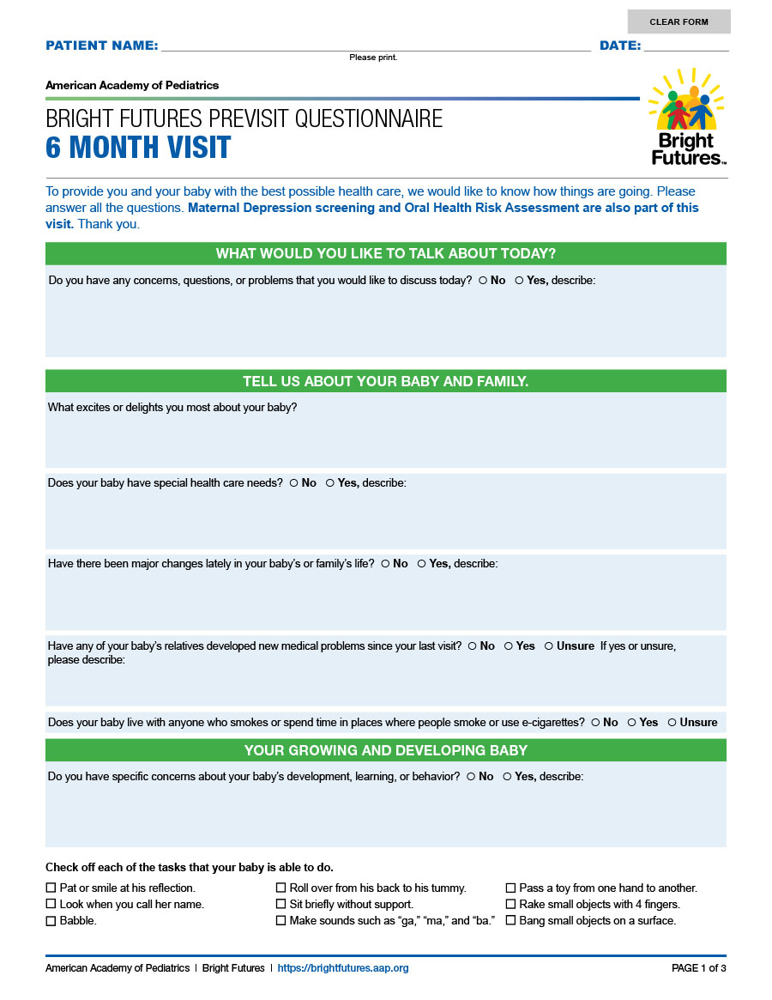 CLEAR FORM
PATIENT NAME: DATE:
Please print.
American Academy of Pediatrics
BRIGHT FUTURES PREVISIT QUESTIONNAIRE
6 MONTH VISIT
Bright
Futures™
To provide you and your baby with the best possible health care, we would like to know how things are going. Please
answer all the questions. Maternal Depression screening and Oral Health Risk Assessment are also part of this
visit. Thank you.
WHAT WOULD YOU LIKE TO TALK ABOUT TODAY?
Do you have any concerns, questions, or problems that you would like to discuss today? ○ No ○ Yes, describe:
TELL US ABOUT YOUR BABY AND FAMILY.
What excites or delights you most about your baby?
Does your baby have special health care needs? ○ No ○ Yes, describe:
Have there been major changes lately in your baby’s or family’s life? ○ No ○ Yes, describe:
Have any of your baby’s relatives developed new medical problems since your last visit? ○ No ○ Yes ○ Unsure If yes or unsure,
please describe:
Does your baby live with anyone who smokes or spend time in places where people smoke or use e-cigarettes? ○ No ○ Yes ○ Unsure
YOUR GROWING AND DEVELOPING BABY
Do you have specific concerns about your baby’s development, learning, or behavior? ○ No ○ Yes, describe:
Check off each of the tasks that your baby is able to do.
☐ Pat or smile at his reflection.
☐ Look when you call her name.
☐ Babble.
☐ Roll over from his back to his tummy.
☐ Sit briefly without support.
☐ Make sounds such as “ga,” “ma,” and “ba.”
☐ Pass a toy from one hand to another.
☐ Rake small objects with 4 fingers.
☐ Bang small objects on a surface.
American Academy of Pediatrics | Bright Futures | https://brightfutures.aap.org PAGE 1 of 3